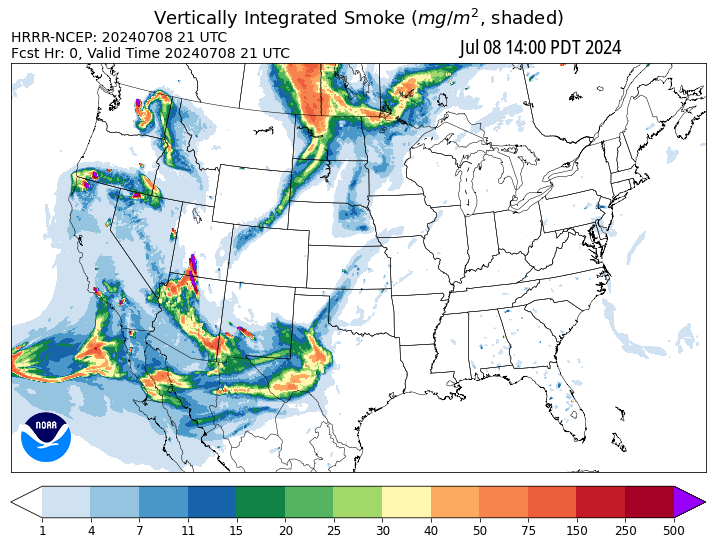 Vertically Integrated Smoke (mg/m², shaded)
HRRR-NCEP: 20240708 21 UTC
Fcst Hr: 0, Valid Time 20240708 21 UTC
Jul 08 14:00 PDT 2024
NOAA
1 4 7 11 15 20 25 30 40 50 75 150 250 500